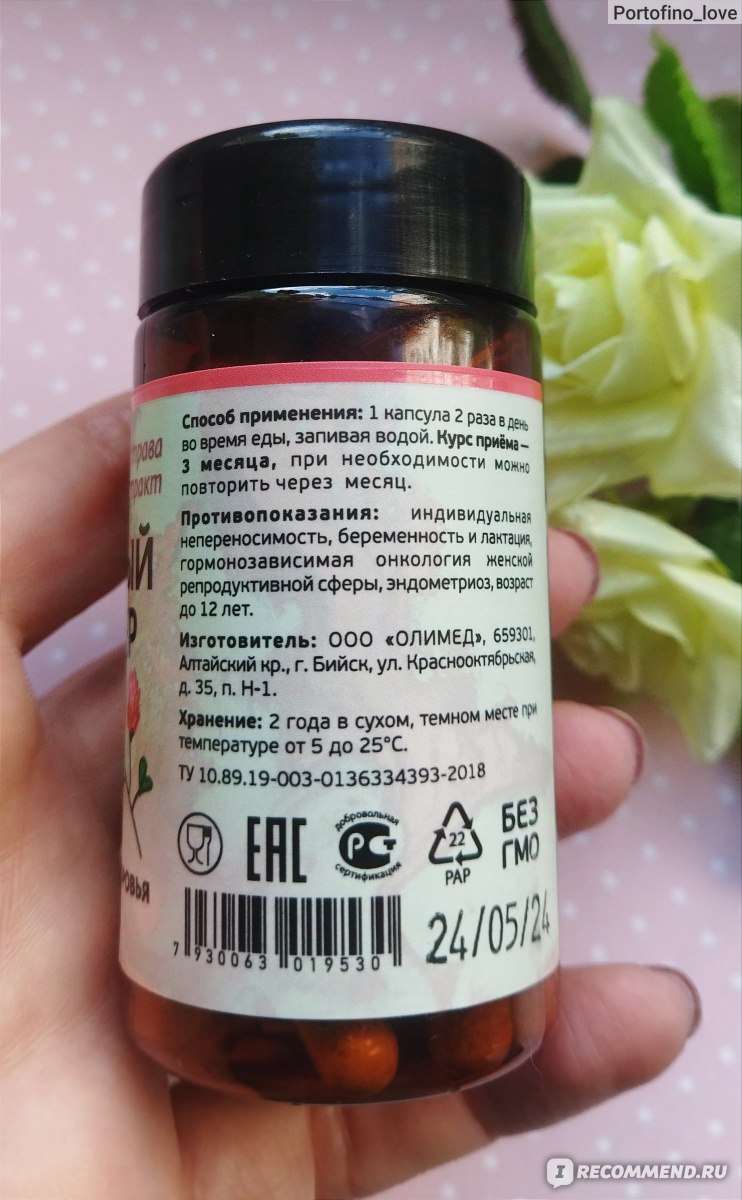 Portofino_love
Способ применения: 1 капсула 2 раза в день
во время еды, запивая водой. Курс приёма —
3 месяца, при необходимости можно
повторить через месяц.
Противопоказания: индивидуальная
непереносимость, беременность и лактация,
гормонозависимая онкология женской
репродуктивной сферы, эндометриоз, возраст
до 12 лет.
Изготовитель: ООО «ОЛИМЕД», 659301,
Алтайский кр., г. Бийск, ул. Краснооктябрьская,
д. 35, п. Н-1.
Хранение: 2 года в сухом, темном месте при
температуре от 5 до 25°С.
ТУ 10.89.19-003-0136334393-2018
ЕАС
добровольная
РСТ
сертификация
22
PAP
БЕЗ
ГМО
7 930063 019530
24/05/24
IRECOMMEND.RU